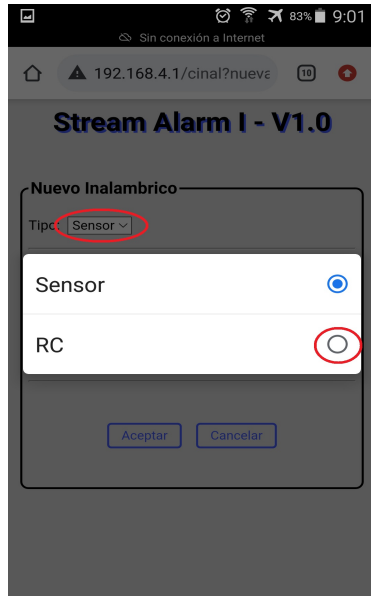 83% 9:01
Sin conexión a Internet
192.168.4.1/cinal?nueva
10
Stream Alarm I - V1.0
Nuevo Inalambrico
Tipo: Sensor
Sensor
RC
Aceptar Cancelar